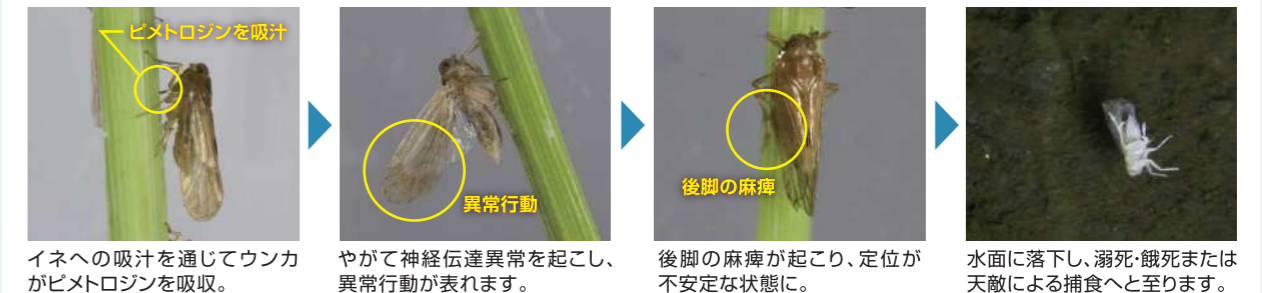 ピメトロジンを吸汁
異常行動
後脚の麻痺
イネへの吸汁を通じてウンカ
がピメトロジンを吸収。
やがて神経伝達異常を起こし、
異常行動が表れます。
後脚の麻痺が起こり、定位が
不安定な状態に。
水面に落下し、溺死・餓死または
天敵による捕食へと至ります。